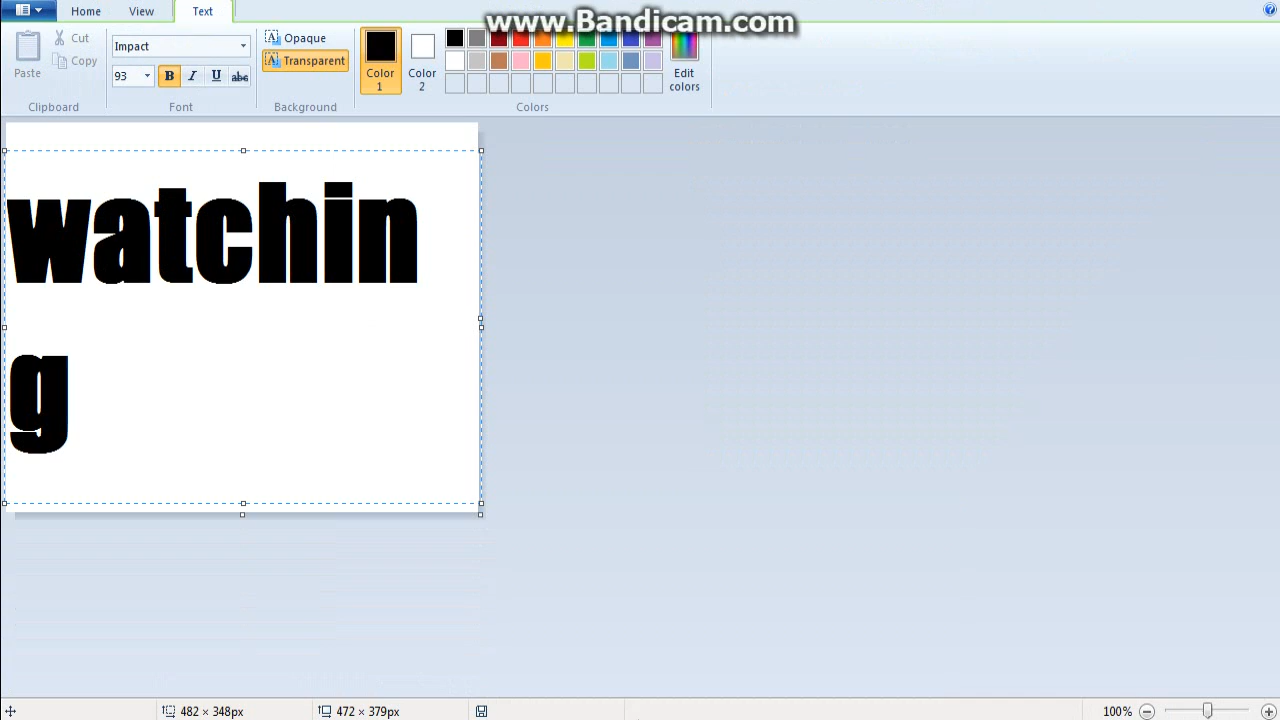 www.Bandicam.com
Home View Text
Paste
Cut
Copy
Clipboard
Impact
93 B I U abc
Font
Opaque
Transparent
Background
Color 1
Color 2
Edit colors
Colors
watchin
g
482 × 348px
472 × 379px
100%